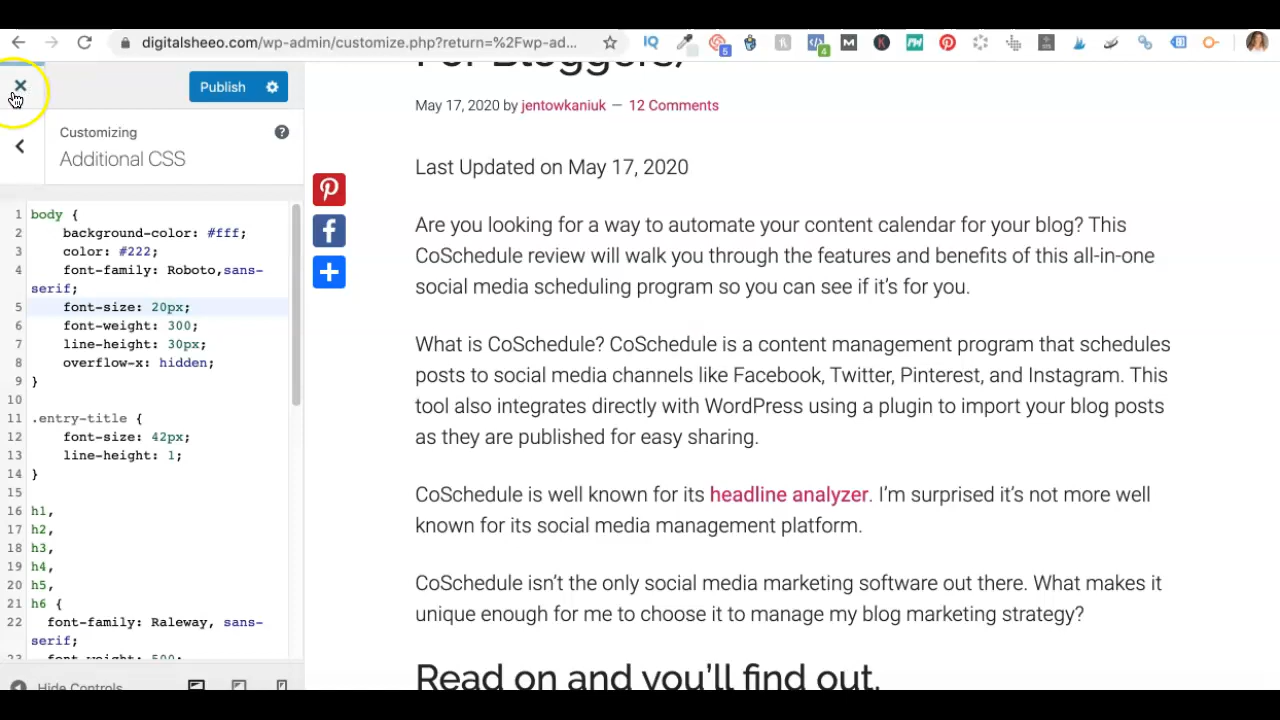 digitalsheeo.com/wp-admin/customize.php?return=%2Fwp-ad...
IQ
5
4
M
K
Publish
Customizing
Additional CSS
1 body {
2 background-color: #fff;
3 color: #222;
4 font-family: Roboto,sans-
serif;
5 font-size: 20px;
6 font-weight: 300;
7 line-height: 30px;
8 overflow-x: hidden;
9 }
10
11 .entry-title {
12 font-size: 42px;
13 line-height: 1;
14 }
15
16 h1,
17 h2,
18 h3,
19 h4,
20 h5,
21 h6 {
22 font-family: Raleway, sans-
serif;
23 font-weight: 500;
Hide Controls
For Bloggers)
May 17, 2020 by jentowkaniuk — 12 Comments
Last Updated on May 17, 2020
Are you looking for a way to automate your content calendar for your blog? This
CoSchedule review will walk you through the features and benefits of this all-in-one
social media scheduling program so you can see if it's for you.
What is CoSchedule? CoSchedule is a content management program that schedules
posts to social media channels like Facebook, Twitter, Pinterest, and Instagram. This
tool also integrates directly with WordPress using a plugin to import your blog posts
as they are published for easy sharing.
CoSchedule is well known for its headline analyzer. I'm surprised it's not more well
known for its social media management platform.
CoSchedule isn't the only social media marketing software out there. What makes it
unique enough for me to choose it to manage my blog marketing strategy?
Read on and you'll find out.